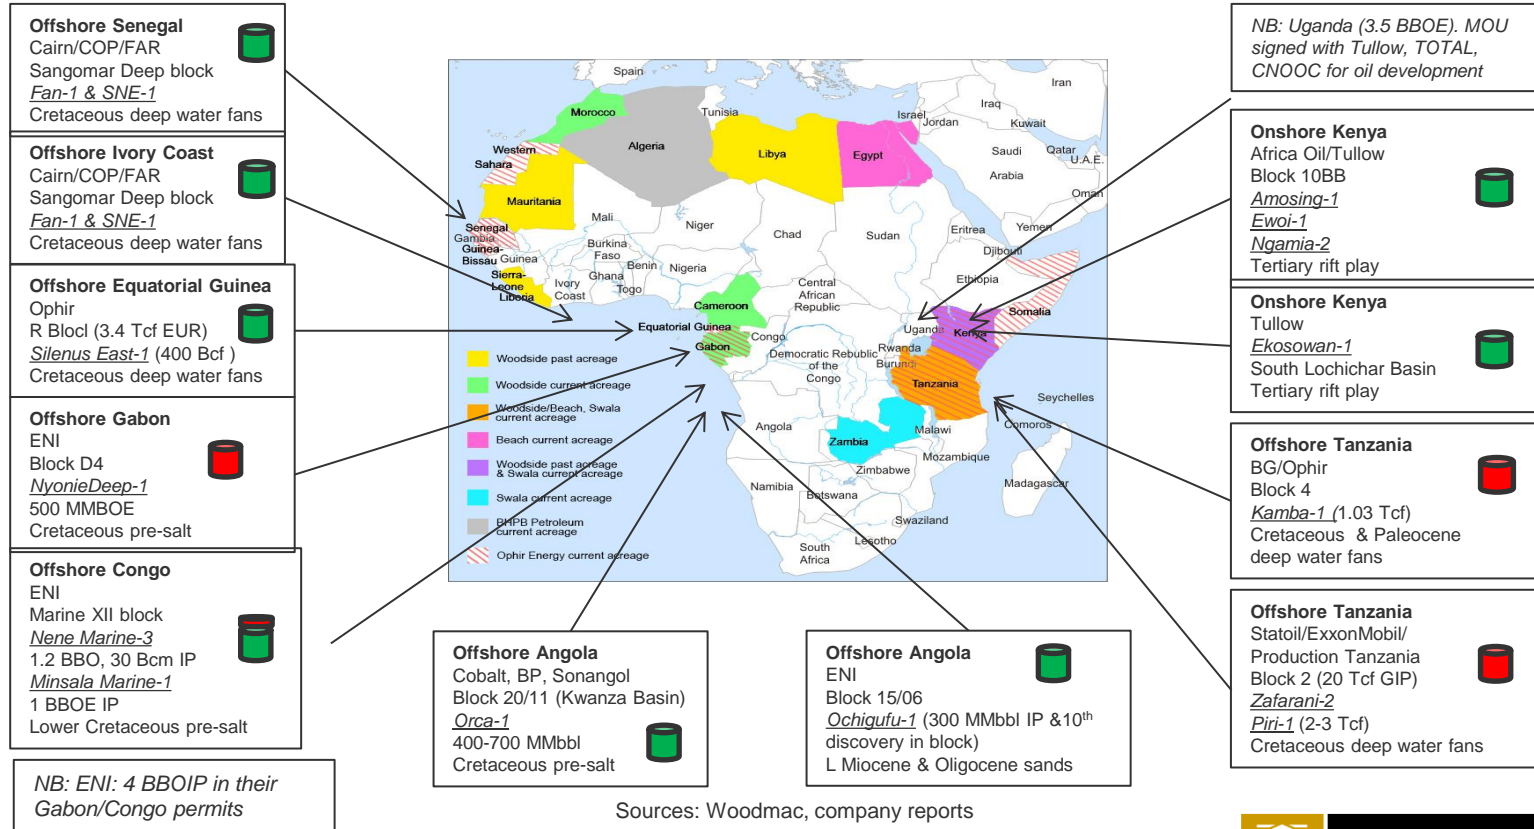 Offshore Senegal
Cairn/COP/FAR
Sangomar Deep block
Fan-1 & SNE-1
Cretaceous deep water fans
Offshore Ivory Coast
Cairn/COP/FAR
Sangomar Deep block
Fan-1 & SNE-1
Cretaceous deep water fans
Offshore Equatorial Guinea
Ophir
R Blocl (3.4 Tcf EUR)
Silenus East-1 (400 Bcf )
Cretaceous deep water fans
Offshore Gabon
ENI
Block D4
NyonieDeep-1
500 MMBOE
Cretaceous pre-salt
Offshore Congo
ENI
Marine XII block
Nene Marine-3
1.2 BBO, 30 Bcm IP
Minsala Marine-1
1 BBOE IP
Lower Cretaceous pre-salt
NB: ENI: 4 BBOIP in their
Gabon/Congo permits
Spain
Morocco
Tunisia
Algeria
Libya
Egypt
Israel
Jordan
Iraq
Iran
Kuwait
Saudi
Arabia
Qatar
U.A.E.
Oman
Yemen
Western
Sahara
Mauritania
Mali
Niger
Chad
Sudan
Eritrea
Djibouti
Ethiopia
Somalia
Senegal
Gambia
Guinea-
Bissau
Guinea
Sierra-
Leone
Liberia
Ivory
Coast
Burkina
Faso
Ghana
Togo
Benin
Nigeria
Cameroon
Central
African
Republic
Equatorial Guinea
Gabon
Congo
Democratic Republic
of the
Congo
Uganda
Kenya
Rwanda
Burundi
Tanzania
Seychelles
Comoros
Angola
Zambia
Malawi
Mozambique
Zimbabwe
Madagascar
Namibia
Botswana
Swaziland
Lesotho
South
Africa
Woodside past acreage
Woodside current acreage
Woodside/Beach, Swala
current acreage
Beach current acreage
Woodside past acreage
& Swala current acreage
Swala current acreage
BHPB Petroleum
current acreage
Ophir Energy current acreage
Offshore Angola
Cobalt, BP, Sonangol
Block 20/11 (Kwanza Basin)
Orca-1
400-700 MMbbl
Cretaceous pre-salt
Offshore Angola
ENI
Block 15/06
Ochigufu-1 (300 MMbbl IP &10th
discovery in block)
L Miocene & Oligocene sands
Sources: Woodmac, company reports
NB: Uganda (3.5 BBOE). MOU
signed with Tullow, TOTAL,
CNOOC for oil development
Onshore Kenya
Africa Oil/Tullow
Block 10BB
Amosing-1
Ewoi-1
Ngamia-2
Tertiary rift play
Onshore Kenya
Tullow
Ekosowan-1
South Lochichar Basin
Tertiary rift play
Offshore Tanzania
BG/Ophir
Block 4
Kamba-1 (1.03 Tcf)
Cretaceous & Paleocene
deep water fans
Offshore Tanzania
Statoil/ExxonMobil/
Production Tanzania
Block 2 (20 Tcf GIP)
Zafarani-2
Piri-1 (2-3 Tcf)
Cretaceous deep water fans